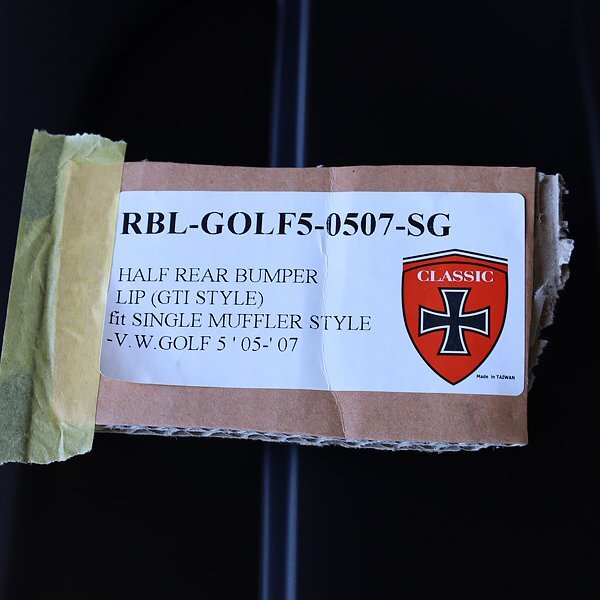 RBL-GOLF5-0507-SG
HALF REAR BUMPER
LIP (GTI STYLE)
fit SINGLE MUFFLER STYLE
-V.W.GOLF 5 ' 05-' 07
CLASSIC
Made in TAIWAN